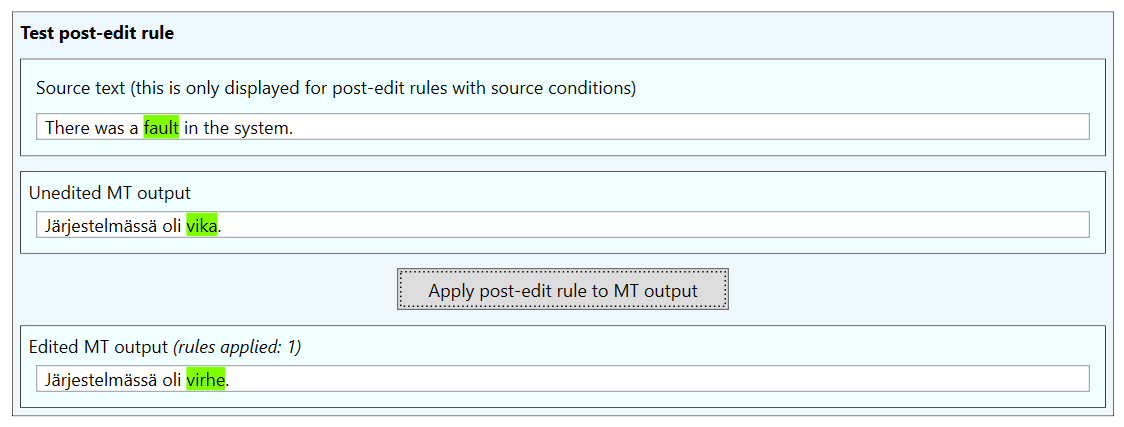 Test post-edit rule
Source text (this is only displayed for post-edit rules with source conditions)
There was a fault in the system.
Unedited MT output
Järjestelmässä oli vika.
Apply post-edit rule to MT output
Edited MT output (rules applied: 1)
Järjestelmässä oli virhe.